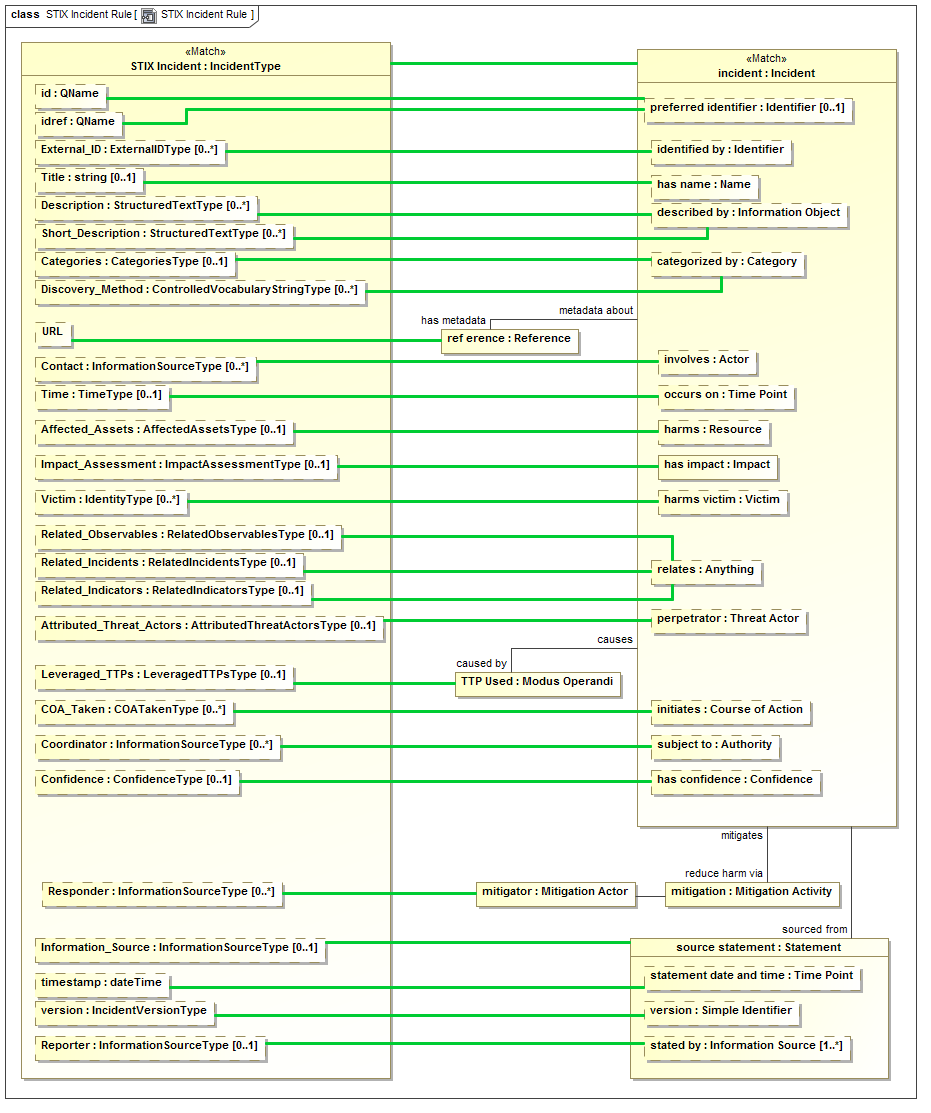 class STIX Incident Rule [ STIX Incident Rule ]
«Match»
STIX Incident : IncidentType
id : QName
idref : QName
External_ID : ExternalIDType [0..*]
Title : string [0..1]
Description : StructuredTextType [0..*]
Short_Description : StructuredTextType [0..*]
Categories : CategoriesType [0..1]
Discovery_Method : ControlledVocabularyStringType [0..*]
URL
Contact : InformationSourceType [0..*]
Time : TimeType [0..1]
Affected_Assets : AffectedAssetsType [0..1]
Impact_Assessment : ImpactAssessmentType [0..1]
Victim : IdentityType [0..*]
Related_Observables : RelatedObservablesType [0..1]
Related_Incidents : RelatedIncidentsType [0..1]
Related_Indicators : RelatedIndicatorsType [0..1]
Attributed_Threat_Actors : AttributedThreatActorsType [0..1]
Leveraged_TTPs : LeveragedTTPsType [0..1]
COA_Taken : COATakenType [0..*]
Coordinator : InformationSourceType [0..*]
Confidence : ConfidenceType [0..1]
Responder : InformationSourceType [0..*]
Information_Source : InformationSourceType [0..1]
timestamp : dateTime
version : IncidentVersionType
Reporter : InformationSourceType [0..1]
has metadata
metadata about
ref erence : Reference
causes
caused by
TTP Used : Modus Operandi
«Match»
incident : Incident
preferred identifier : Identifier [0..1]
identified by : Identifier
has name : Name
described by : Information Object
categorized by : Category
involves : Actor
occurs on : Time Point
harms : Resource
has impact : Impact
harms victim : Victim
relates : Anything
perpetrator : Threat Actor
initiates : Course of Action
subject to : Authority
has confidence : Confidence
mitigates
reduce harm via
mitigator : Mitigation Actor
mitigation : Mitigation Activity
sourced from
source statement : Statement
statement date and time : Time Point
version : Simple Identifier
stated by : Information Source [1..*]